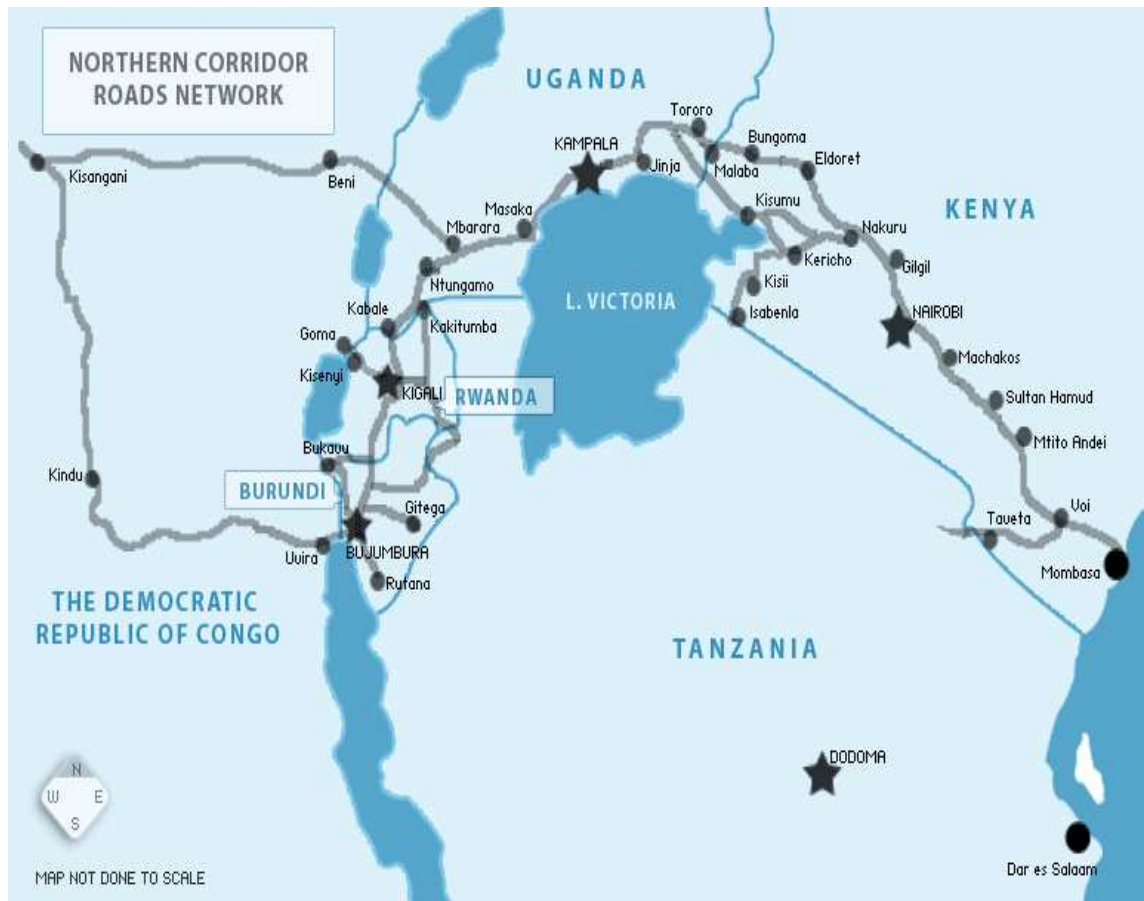 NORTHERN CORRIDOR
ROADS NETWORK
UGANDA
Tororo
KAMPALA
Bungoma
Jinja
Malaba
Eldoret
Kisangani
Beni
Masaka
Kisumu
KENYA
Mbarara
Nakuru
Kericho
Gilgil
Ntungamo
Kisii
L. VICTORIA
Isabenla
NAIROBI
Kabale
Kakitumba
Goma
Kisenyi
Machakos
KIGALI
RWANDA
Sultan Hamud
Mtito Andei
Bukavu
Kindu
BURUNDI
Gitega
Voi
Taveta
BUJUMBURA
Uvira
Mombasa
Rutana
THE DEMOCRATIC
REPUBLIC OF CONGO
TANZANIA
DODOMA
N
W E
S
Dar es Salaam
MAP NOT DONE TO SCALE